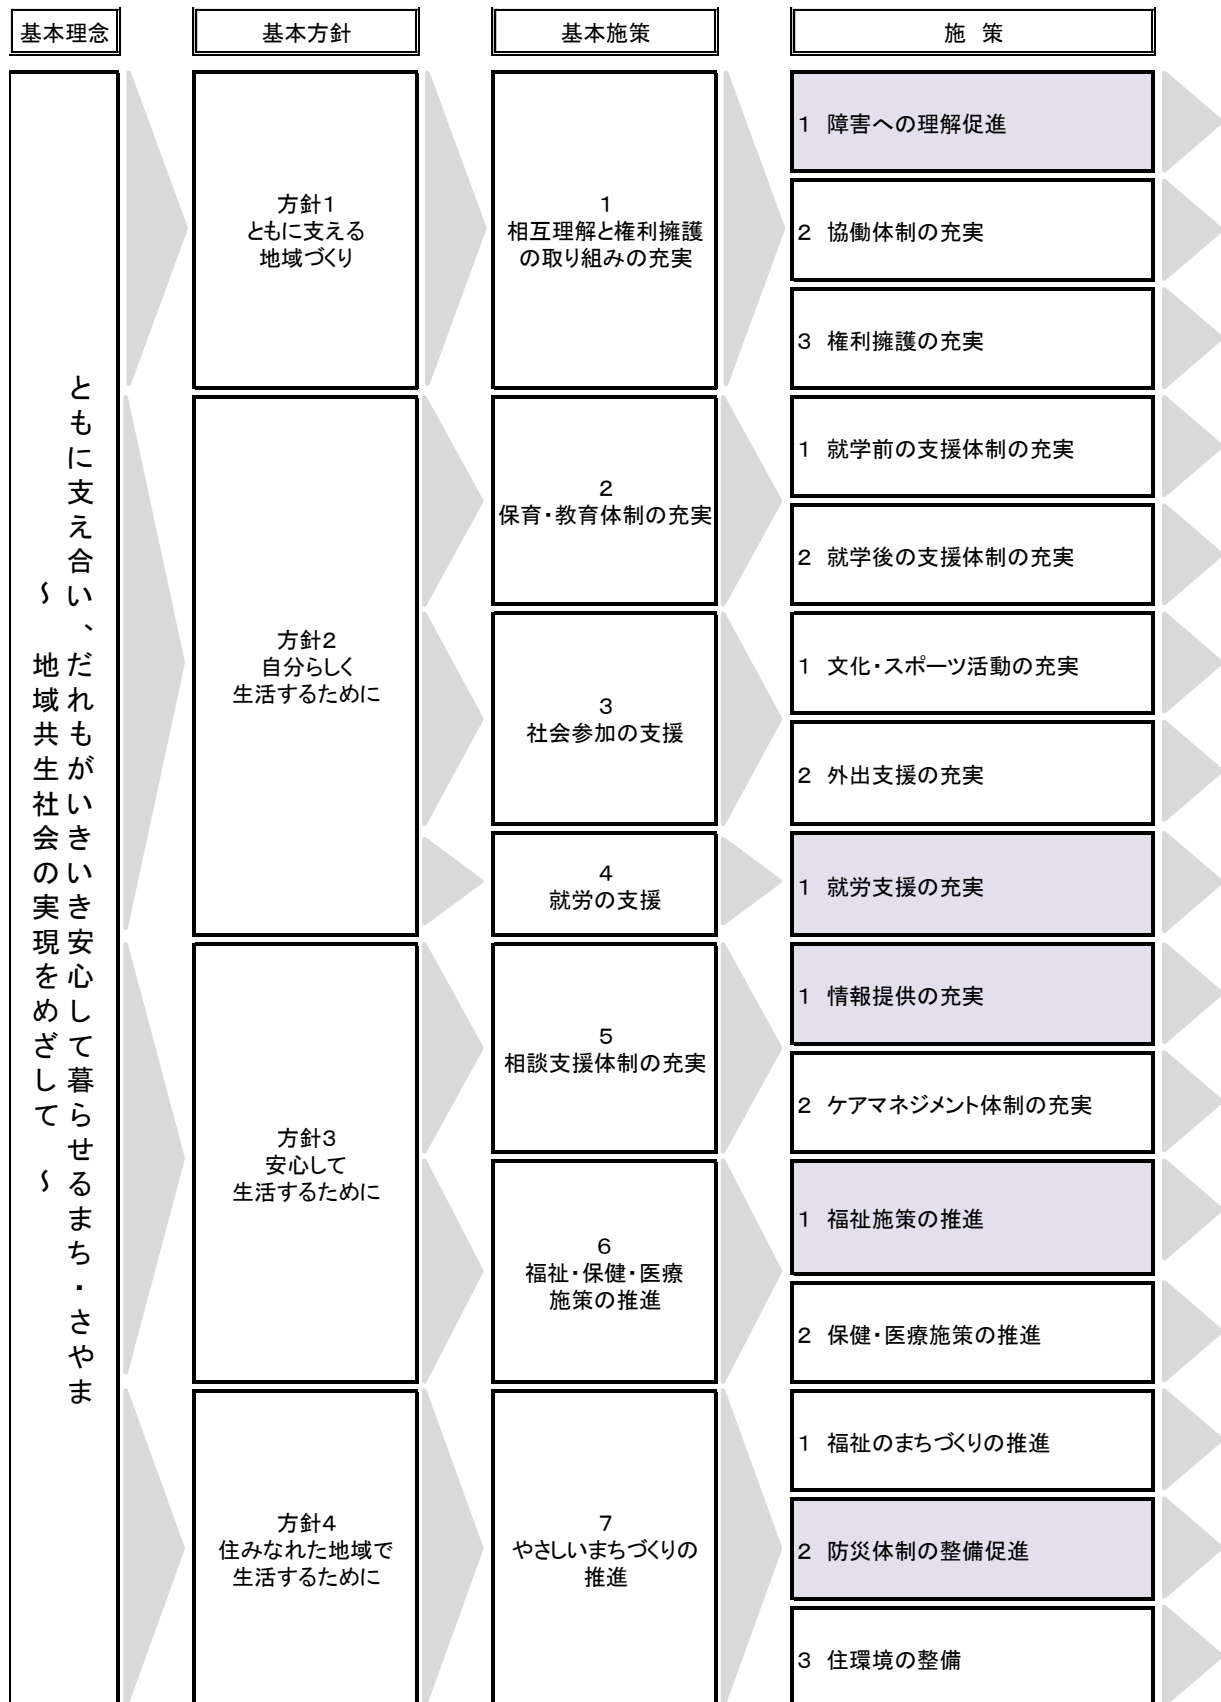 基本理念
基本方針
基本施策
施 策
ともに支え合い、だれもがいきいき安心して暮らせるまち・さやま
~ 地域共生社会の実現をめざして ~
方針1
ともに支える
地域づくり
1
相互理解と権利擁護
の取り組みの充実
1 障害への理解促進
2 協働体制の充実
3 権利擁護の充実
方針2
自分らしく
生活するために
2
保育・教育体制の充実
1 就学前の支援体制の充実
2 就学後の支援体制の充実
3
社会参加の支援
1 文化・スポーツ活動の充実
2 外出支援の充実
4
就労の支援
1 就労支援の充実
方針3
安心して
生活するために
5
相談支援体制の充実
1 情報提供の充実
2 ケアマネジメント体制の充実
6
福祉・保健・医療
施策の推進
1 福祉施策の推進
2 保健・医療施策の推進
方針4
住みなれた地域で
生活するために
7
やさしいまちづくりの
推進
1 福祉のまちづくりの推進
2 防災体制の整備促進
3 住環境の整備